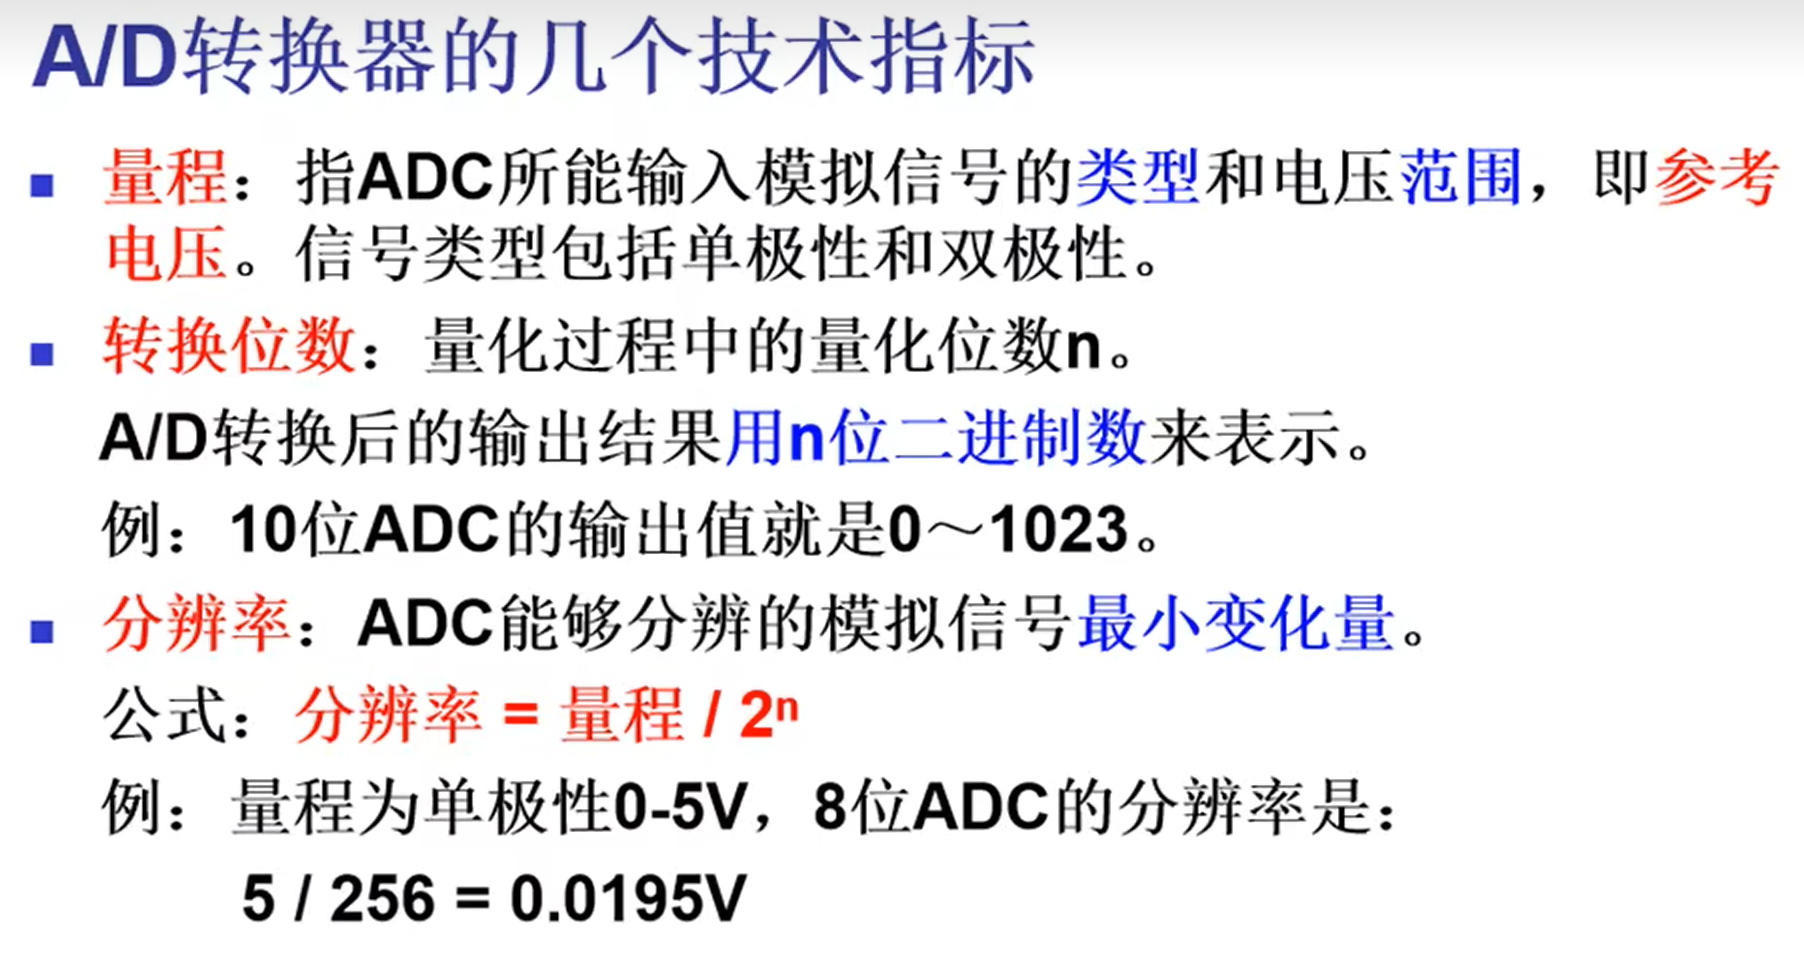 A/D转换器的几个技术指标
量程：指ADC所能输入模拟信号的类型和电压范围，即参考
电压。信号类型包括单极性和双极性。
转换位数：量化过程中的量化位数n。
A/D转换后的输出结果用n位二进制数来表示。
例：10位ADC的输出值就是0～1023。
分辨率：ADC能够分辨的模拟信号最小变化量。
公式：分辨率 = 量程 / 2ⁿ
例：量程为单极性0-5V，8位ADC的分辨率是：
5 / 256 = 0.0195V